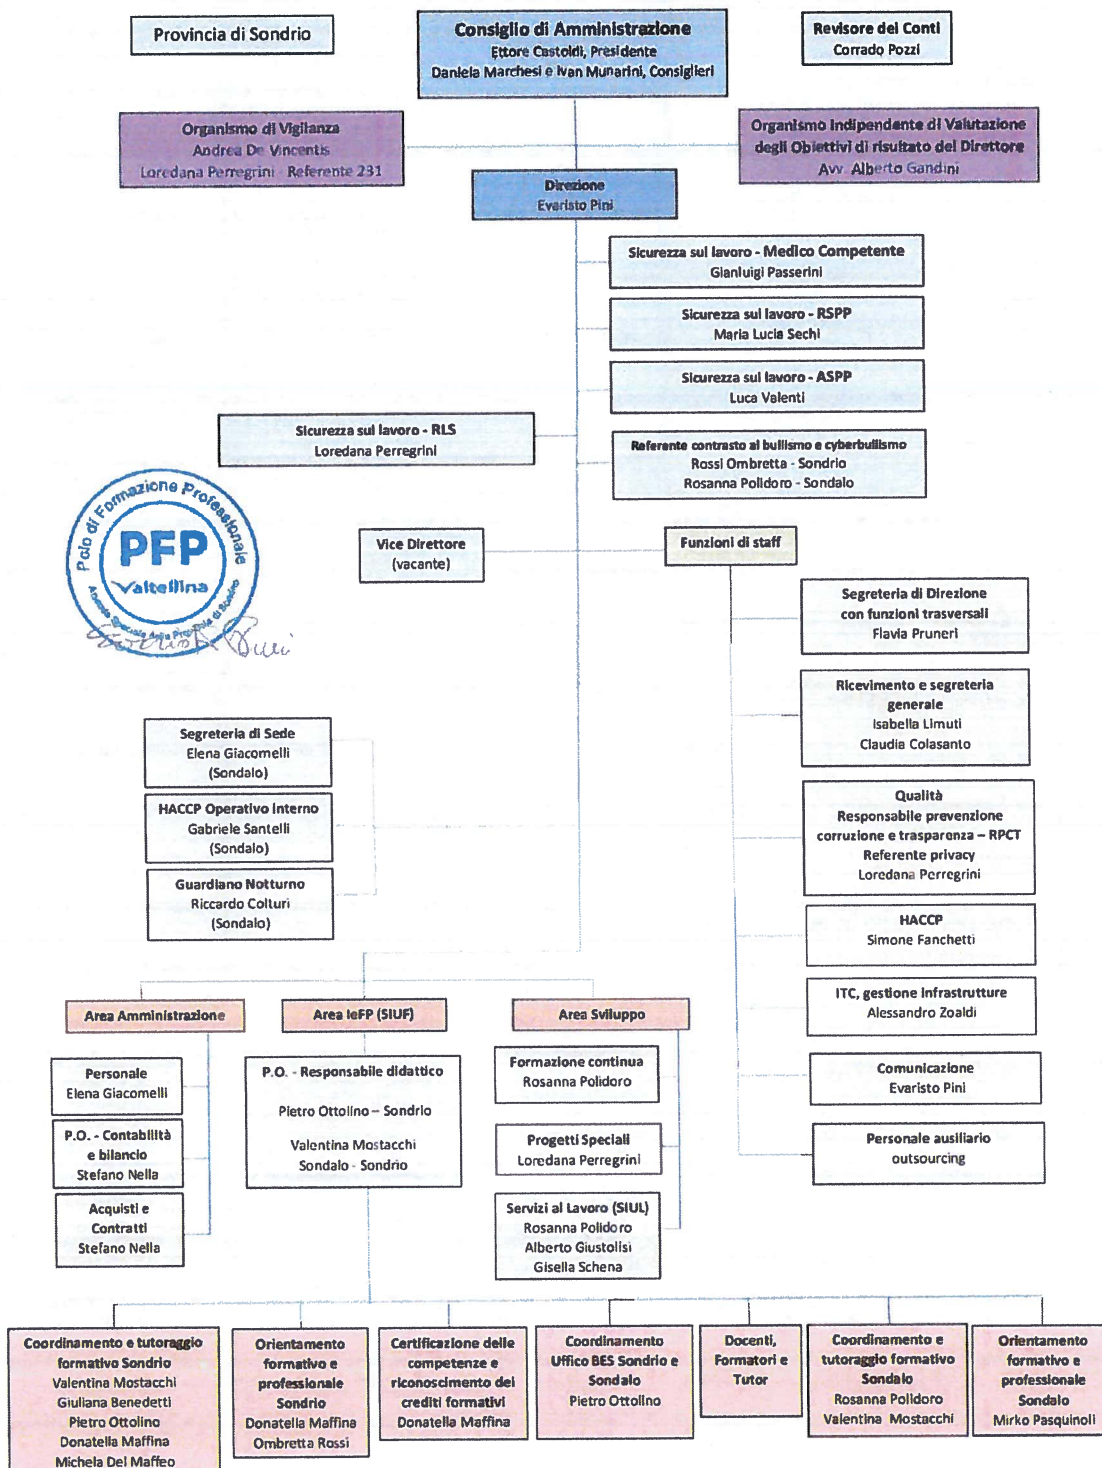 Provincia di Sondrio
Consiglio di Amministrazione
Ettore Castoldi, Presidente
Daniela Marchesi e Ivan Munarini, Consiglieri
Revisore dei Conti
Corrado Pozzi
Organismo di Vigilanza
Andrea De Vincentis
Loredana Perregrini - Referente 231
Organismo Indipendente di Valutazione
degli Obiettivi di risultato del Direttore
Avv. Alberto Gandini
Direzione
Evaristo Pini
Sicurezza sul lavoro - Medico Competente
Gianluigi Passerini
Sicurezza sul lavoro - RSPP
Maria Lucia Sechi
Sicurezza sul lavoro - ASPP
Luca Valenti
Sicurezza sul lavoro - RLS
Loredana Perregrini
Referente contrasto al bullismo e cyberbullismo
Rossi Ombretta - Sondrio
Rosanna Polidoro - Sondalo
Polo di Formazione Professionale
PFP
Valtellina
Azienda Speciale della Provincia di Sondrio
Vice Direttore
(vacante)
Funzioni di staff
Segreteria di Direzione
con funzioni trasversali
Flavia Pruneri
Ricevimento e segreteria
generale
Isabella Limuti
Claudia Colasanto
Segreteria di Sede
Elena Giacomelli
(Sondalo)
HACCP Operativo Interno
Gabriele Santelli
(Sondalo)
Guardiano Notturno
Riccardo Colturi
(Sondalo)
Qualità
Responsabile prevenzione
corruzione e trasparenza – RPCT
Referente privacy
Loredana Perregrini
HACCP
Simone Fanchetti
ITC, gestione infrastrutture
Alessandro Zoaldi
Comunicazione
Evaristo Pini
Personale ausiliario
outsourcing
Area Amministrazione
Area IeFP (SIUF)
Area Sviluppo
Personale
Elena Giacomelli
P.O. - Contabilità
e bilancio
Stefano Nella
Acquisti e
Contratti
Stefano Nella
P.O. - Responsabile didattico
Pietro Ottolino – Sondrio
Valentina Mostacchi
Sondalo - Sondrio
Formazione continua
Rosanna Polidoro
Progetti Speciali
Loredana Perregrini
Servizi al Lavoro (SIUL)
Rosanna Polidoro
Alberto Giustolisi
Gisella Schena
Coordinamento e tutoraggio
formativo Sondrio
Valentina Mostacchi
Giuliana Benedetti
Pietro Ottolino
Donatella Maffina
Michela Del Maffeo
Orientamento
formativo e
professionale
Sondrio
Donatella Maffina
Ombretta Rossi
Certificazione delle
competenze e
riconoscimento dei
crediti formativi
Donatella Maffina
Coordinamento
Uffico BES Sondrio e
Sondalo
Pietro Ottolino
Docenti,
Formatori e
Tutor
Coordinamento e
tutoraggio formativo
Sondalo
Rosanna Polidoro
Valentina Mostacchi
Orientamento
formativo e
professionale
Sondalo
Mirko Pasquinoli